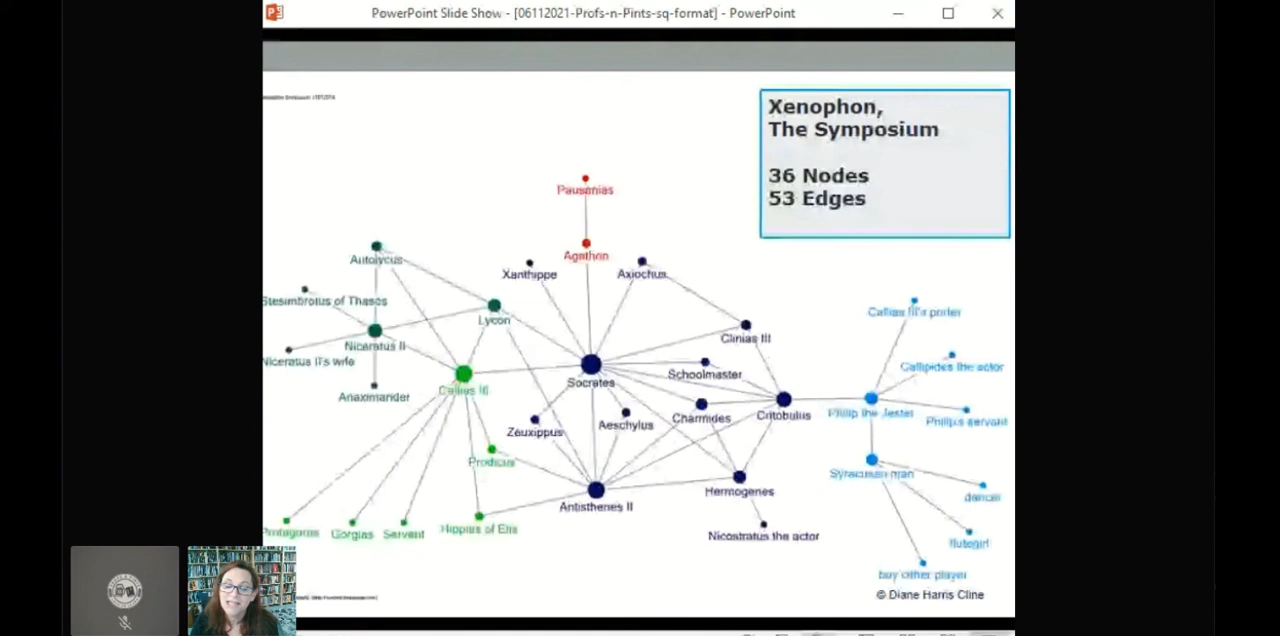 PowerPoint Slide Show - [06112021-Profs-n-Pints-sq-format] - PowerPoint
Xenophon,
The Symposium
36 Nodes
53 Edges
Pausanias
Agathon
Autolycus
Xanthippe
Axiochus
Stesimbrotus of Thasos
Lycon
Callias III's porter
Niceratus II
Clinias III
Niceratus II's wife
Callipides the actor
Socrates
Schoolmaster
Callias III
Anaximander
Charmides
Critobulus
Philip the Jester
Philip's servant
Zeuxippus
Aeschylus
Prodicus
Syracusan man
Hermogenes
dancer
Antisthenes II
Protagoras
Gorgias
Servant
Hippias of Elis
Nicostratus the actor
flutegirl
boy zither player
© Diane Harris Cline